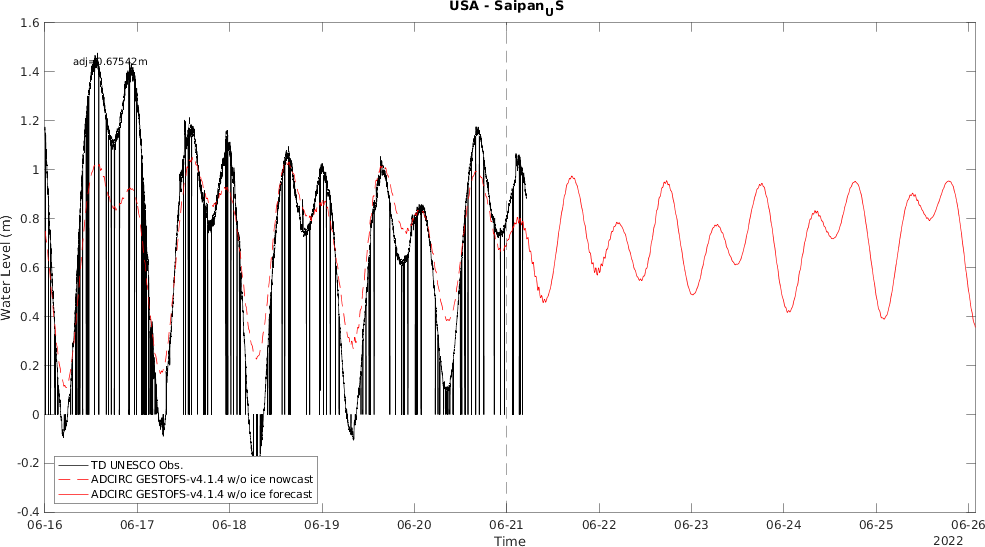 USA - Saipan_US
adj=0.67542m
1.6
1.4
1.2
1
0.8
0.6
0.4
0.2
0
-0.2
-0.4
Water Level (m)
TD UNESCO Obs.
ADCIRC GESTOFS-v4.1.4 w/o ice nowcast
ADCIRC GESTOFS-v4.1.4 w/o ice forecast
06-16 06-17 06-18 06-19 06-20 06-21 06-22 06-23 06-24 06-25 06-26
Time
2022